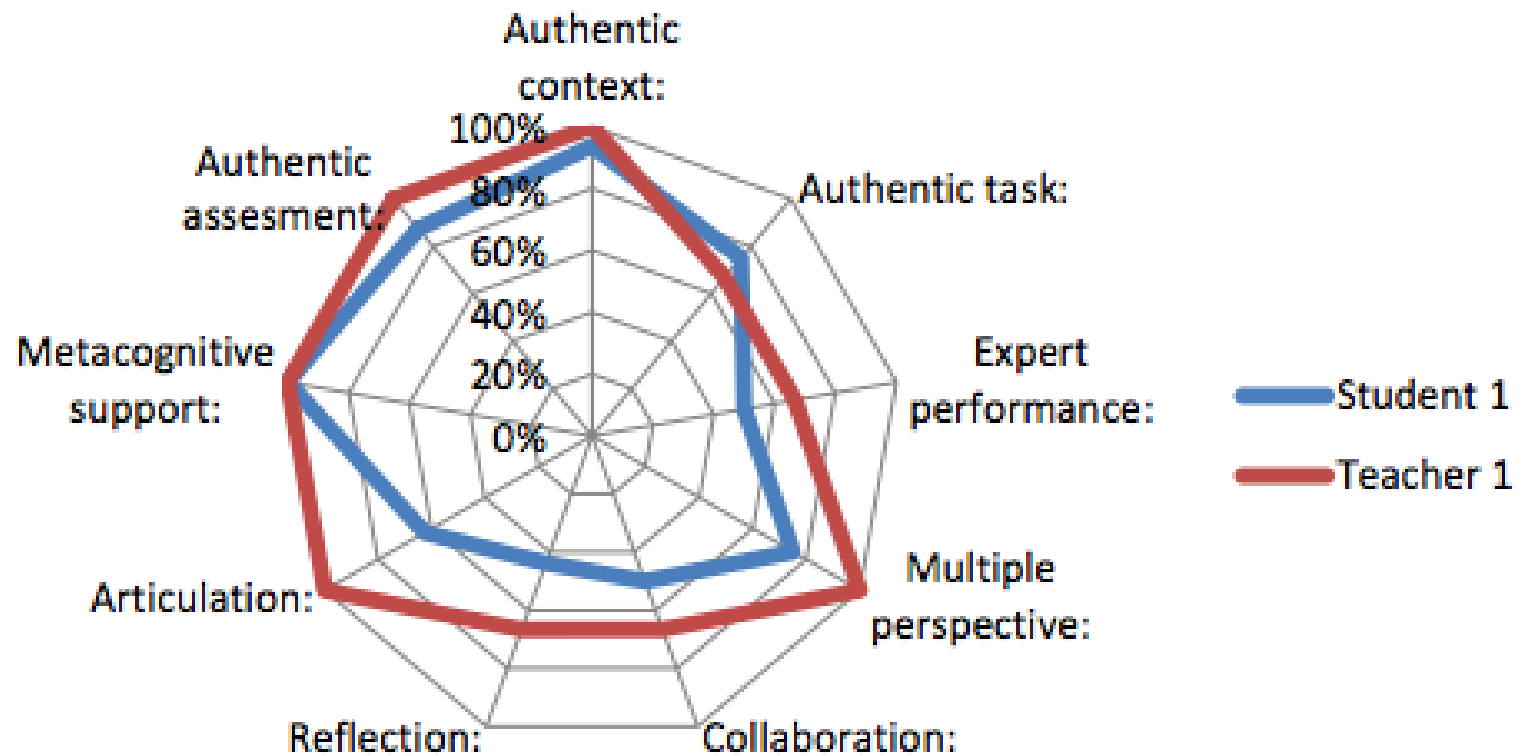 Authentic
context:
100%
80%
60%
40%
20%
0%
Authentic task:
Expert
performance:
Multiple
perspective:
Collaboration:
Reflection:
Articulation:
Metacognitive
support:
Authentic
assesment:
Student 1
Teacher 1